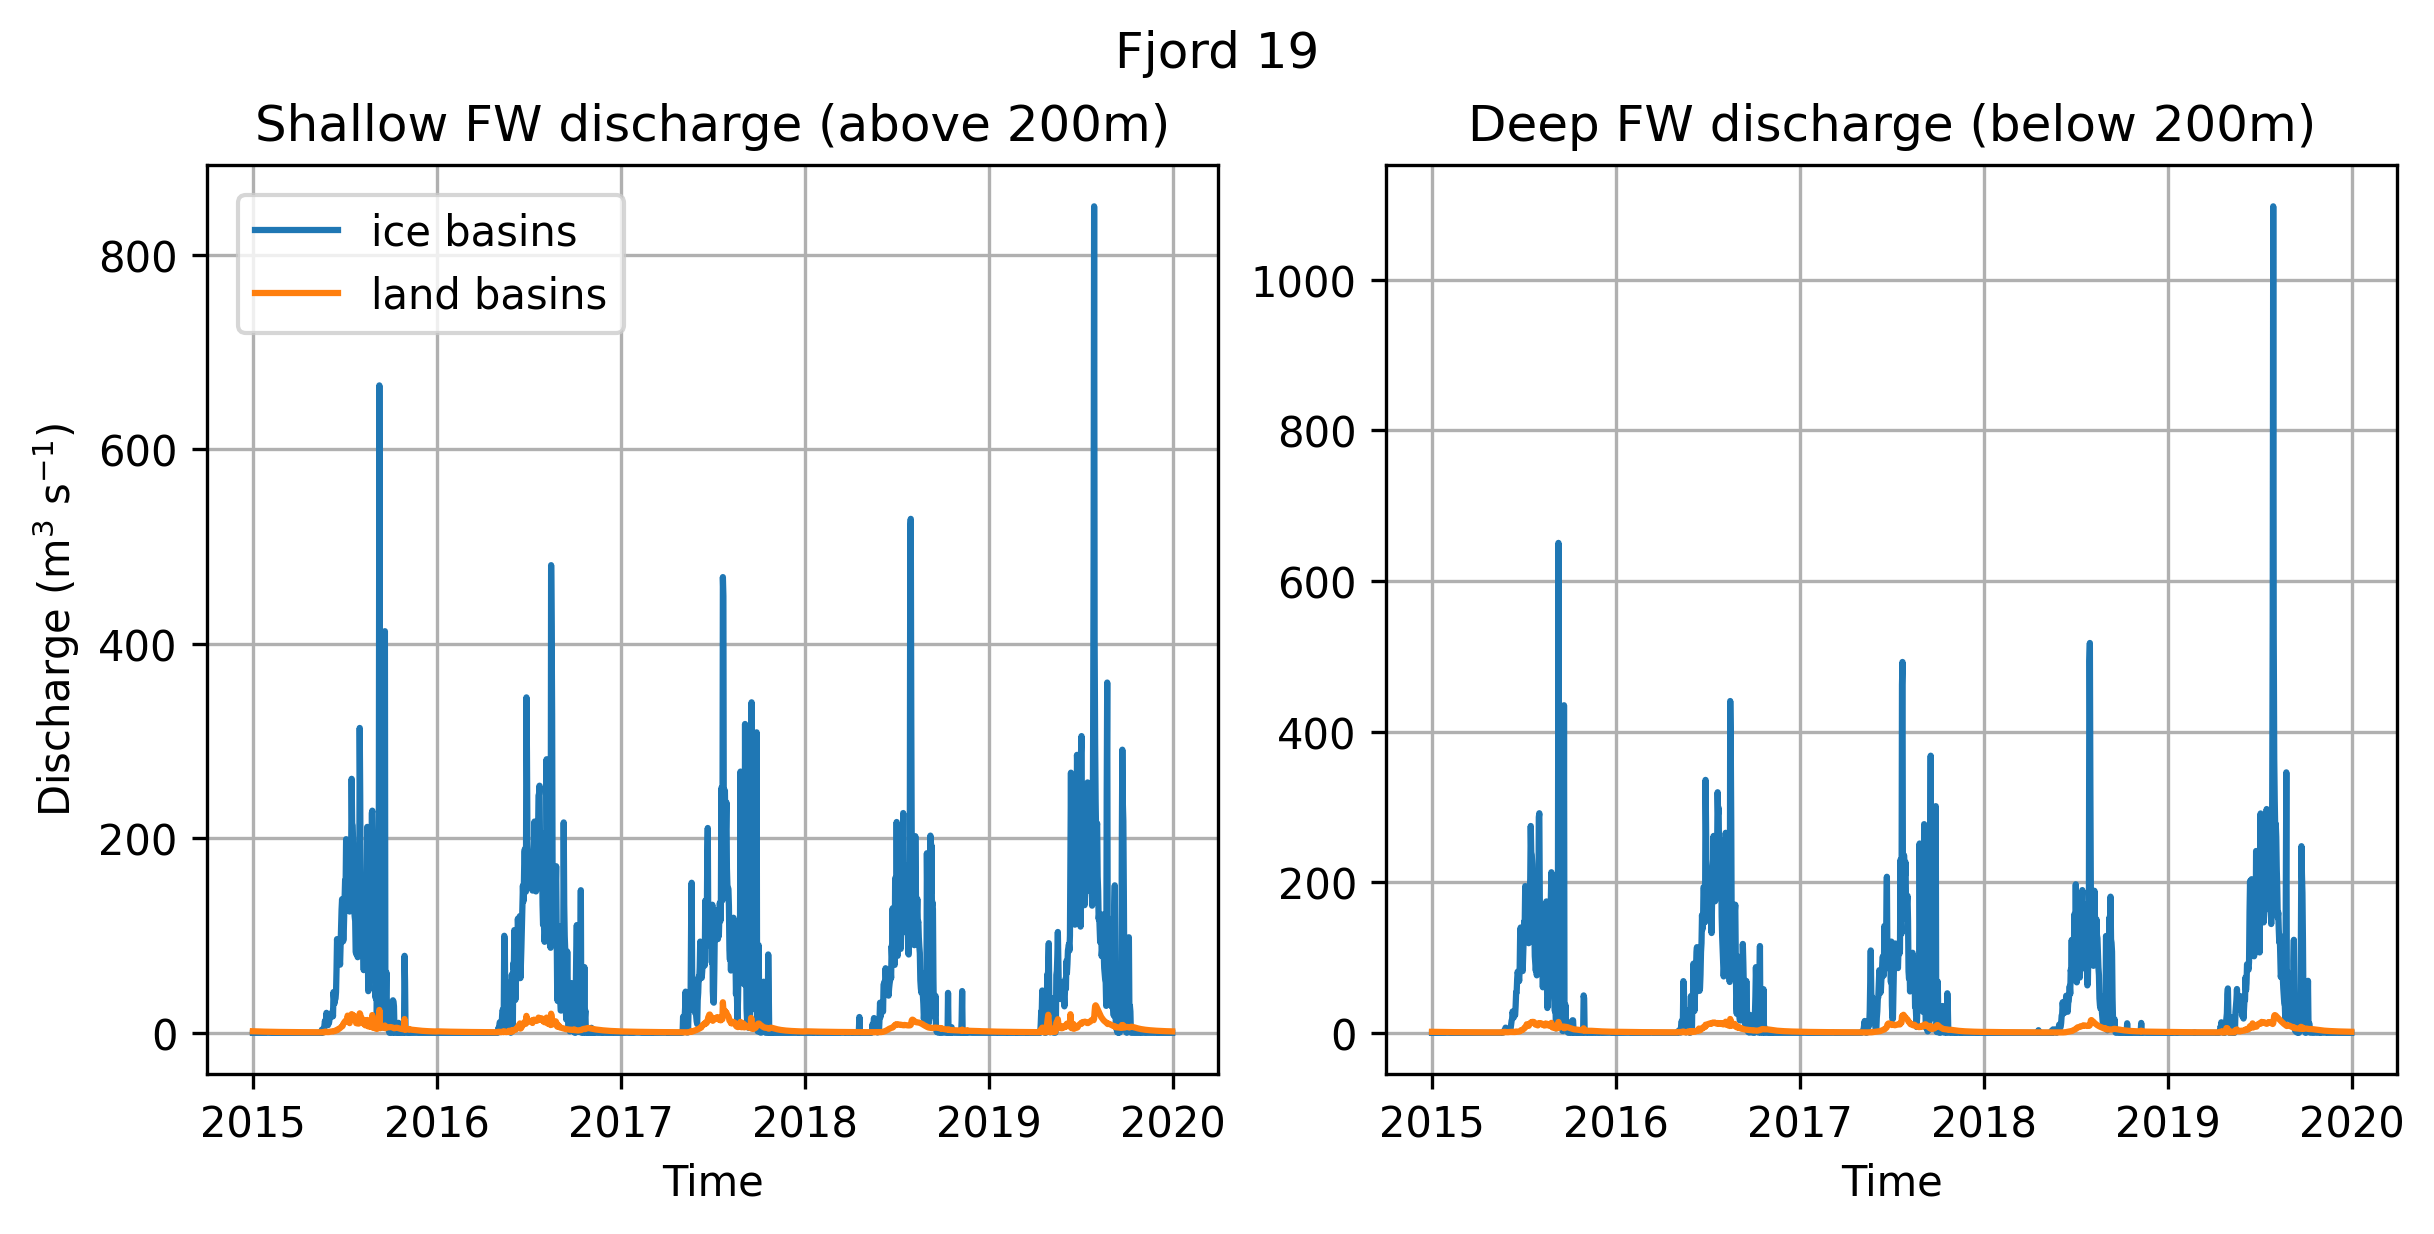 Fjord 19
Shallow FW discharge (above 200m)
ice basins
land basins
Discharge (m³ s⁻¹)
800
600
400
200
0
2015 2016 2017 2018 2019 2020
Time
Deep FW discharge (below 200m)
1000
800
600
400
200
0
2015 2016 2017 2018 2019 2020
Time